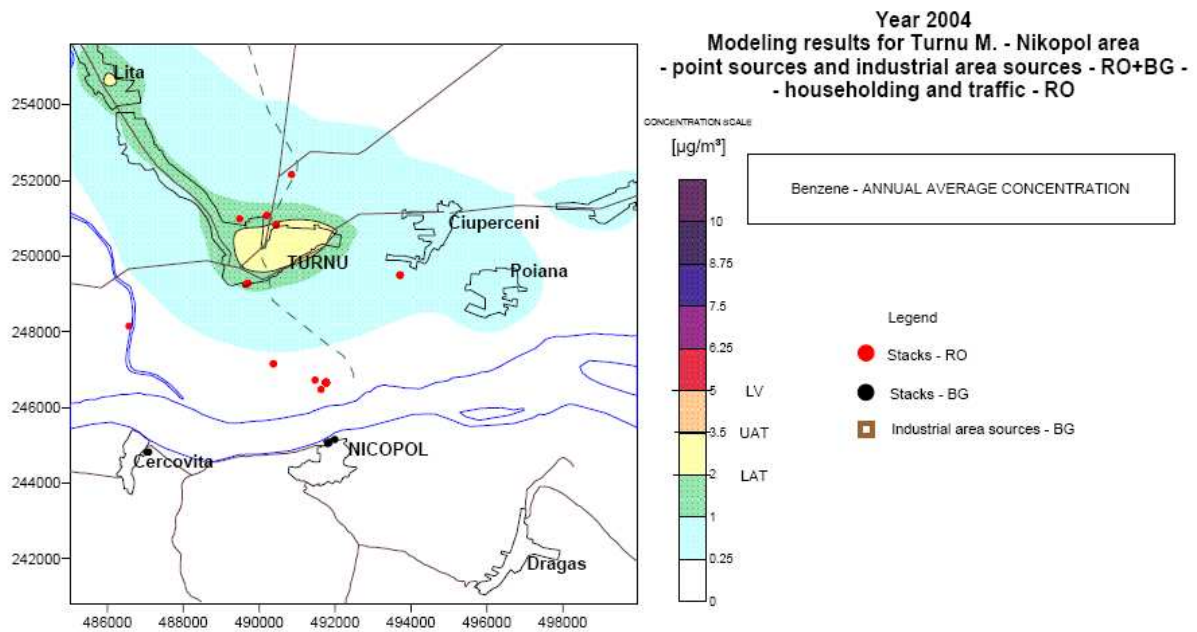 Year 2004
Modeling results for Turnu M. - Nikopol area
- point sources and industrial area sources - RO+BG -
- householding and traffic - RO
CONCENTRATION SCALE
[µg/m³]
Benzene - ANNUAL AVERAGE CONCENTRATION
10
8.75
7.5
6.25
5 LV
3.5 UAT
2 LAT
1
0.25
0
Legend
Stacks - RO
Stacks - BG
Industrial area sources - BG
Lita
Ciuperceni
TURNU
Poiana
NICOPOL
Cercovita
Dragas
254000
252000
250000
248000
246000
244000
242000
486000 488000 490000 492000 494000 496000 498000